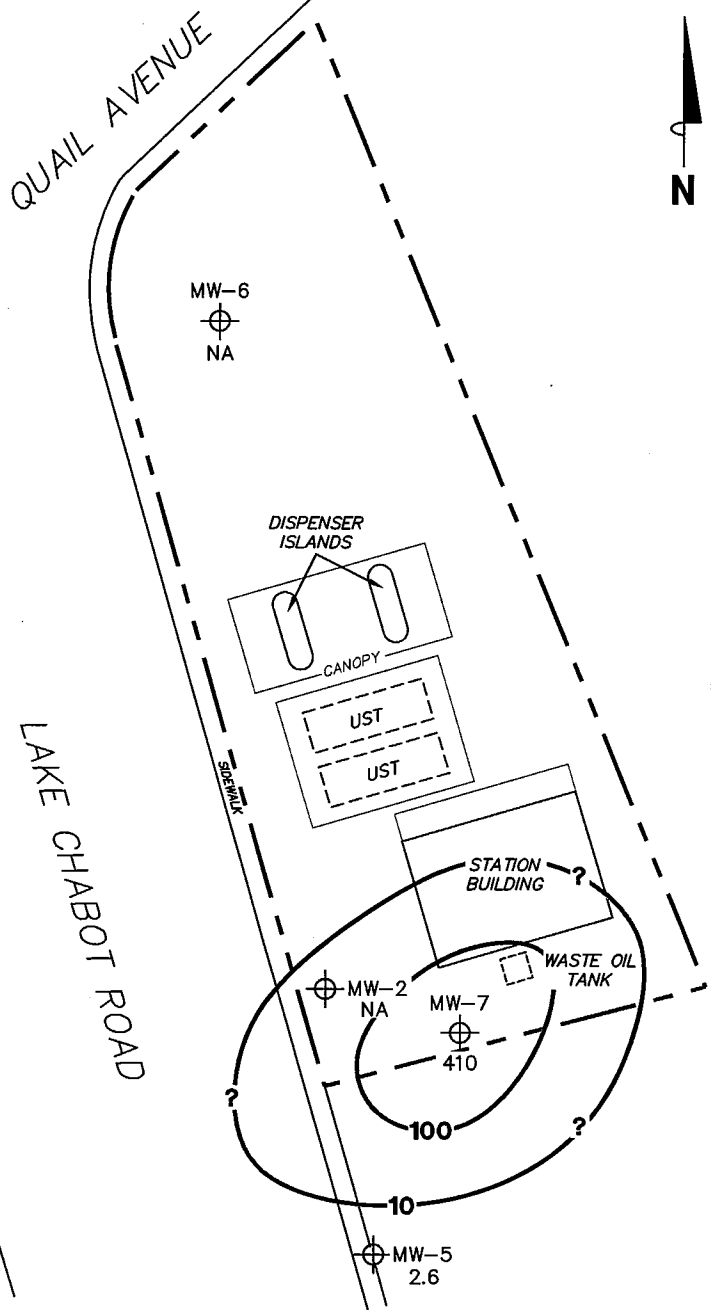 QUAIL AVENUE
N
MW-6
NA
DISPENSER
ISLANDS
CANOPY
UST
UST
SIDEWALK
LAKE CHABOT ROAD
STATION
BUILDING
?
WASTE OIL
TANK
MW-2
NA
MW-7
410
?
100
?
10
MW-5
2.6